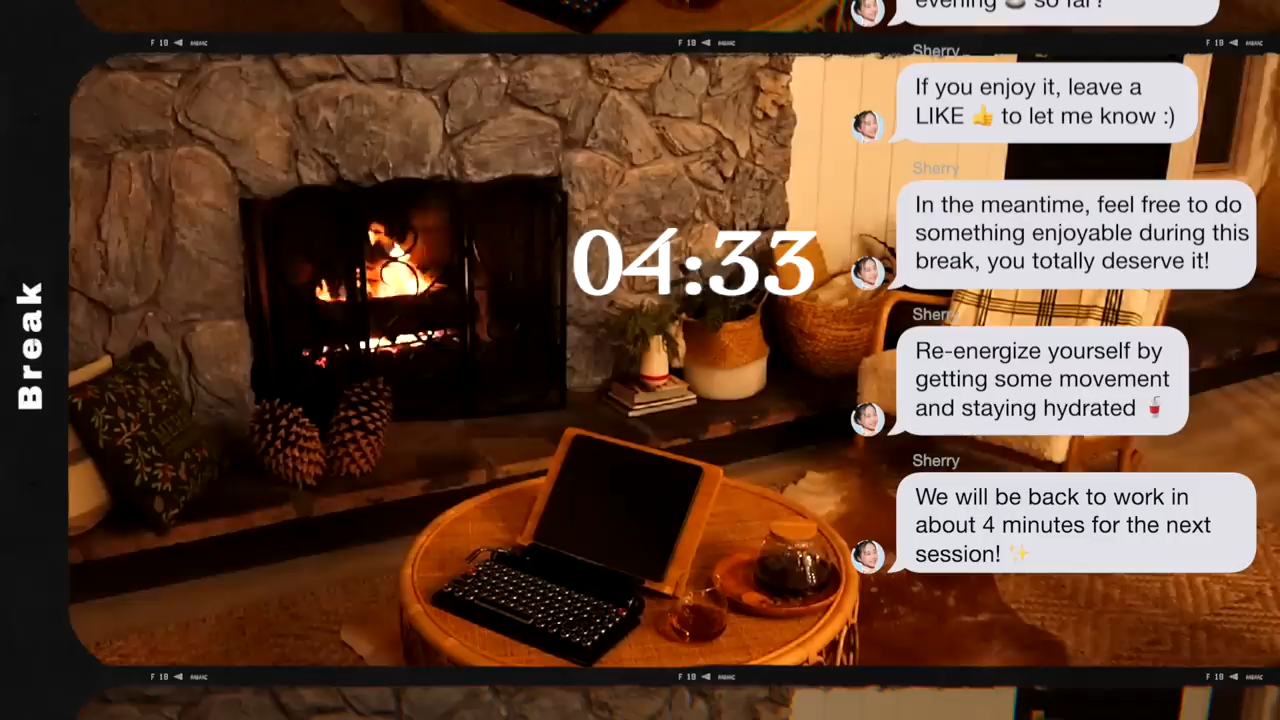 evening ☕ so far?
F 18
F 18
F 18
Sherry
If you enjoy it, leave a
LIKE 👍 to let me know :)
Sherry
In the meantime, feel free to do
something enjoyable during this
break, you totally deserve it!
04:33
Break
Sherry
Re-energize yourself by
getting some movement
and staying hydrated 🥤
Sherry
We will be back to work in
about 4 minutes for the next
session! ✨
F 18
F 18
F 18